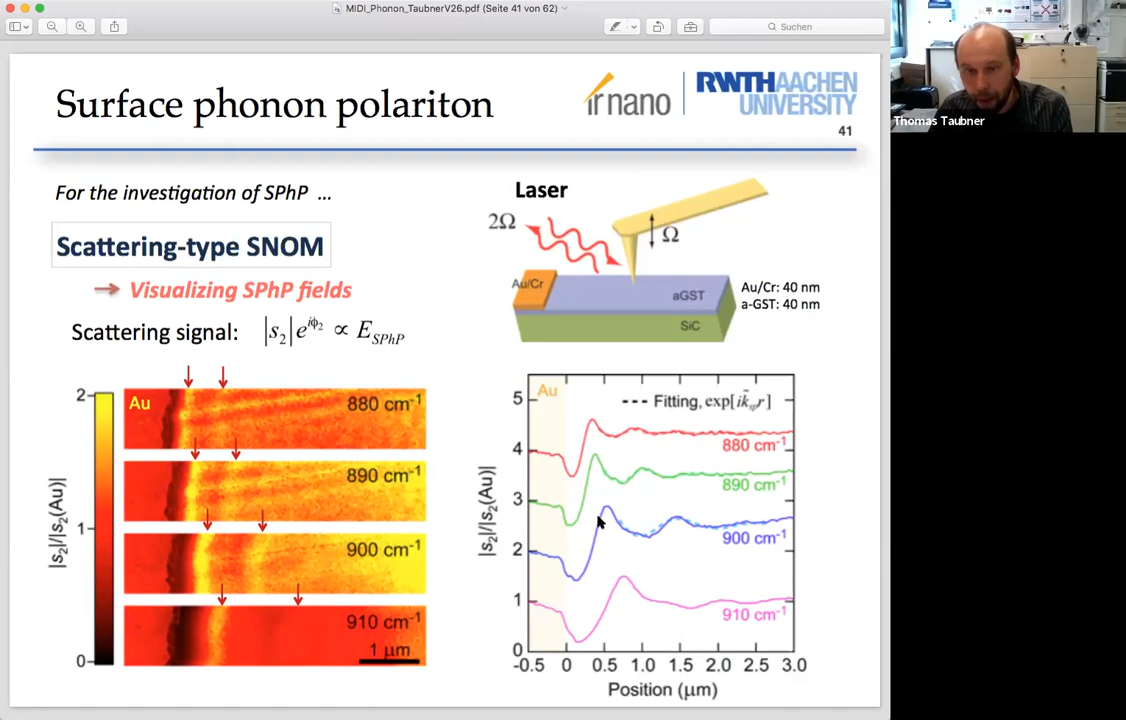 MIDI_Phonon_TaubnerV26.pdf (Seite 41 von 62)
Suchen
Surface phonon polariton
ir nano
RWTHAACHEN
UNIVERSITY
41
Thomas Taubner
For the investigation of SPhP ...
Scattering-type SNOM
Visualizing SPhP fields
Scattering signal: |s₂|e^{iϕ₂} ∝ E_{SPhP}
Laser
2Ω
Ω
Au/Cr
aGST
SiC
Au/Cr: 40 nm
a-GST: 40 nm
2
1
0
|s₂|/|s₂(Au)|
Au
880 cm⁻¹
890 cm⁻¹
900 cm⁻¹
910 cm⁻¹
1 μm
Au
Fitting, exp[ik̃_{sp}r]
880 cm⁻¹
890 cm⁻¹
900 cm⁻¹
910 cm⁻¹
5
4
3
2
1
0
|s₂|/|s₂(Au)|
-0.5 0 0.5 1.0 1.5 2.0 2.5 3.0
Position (μm)